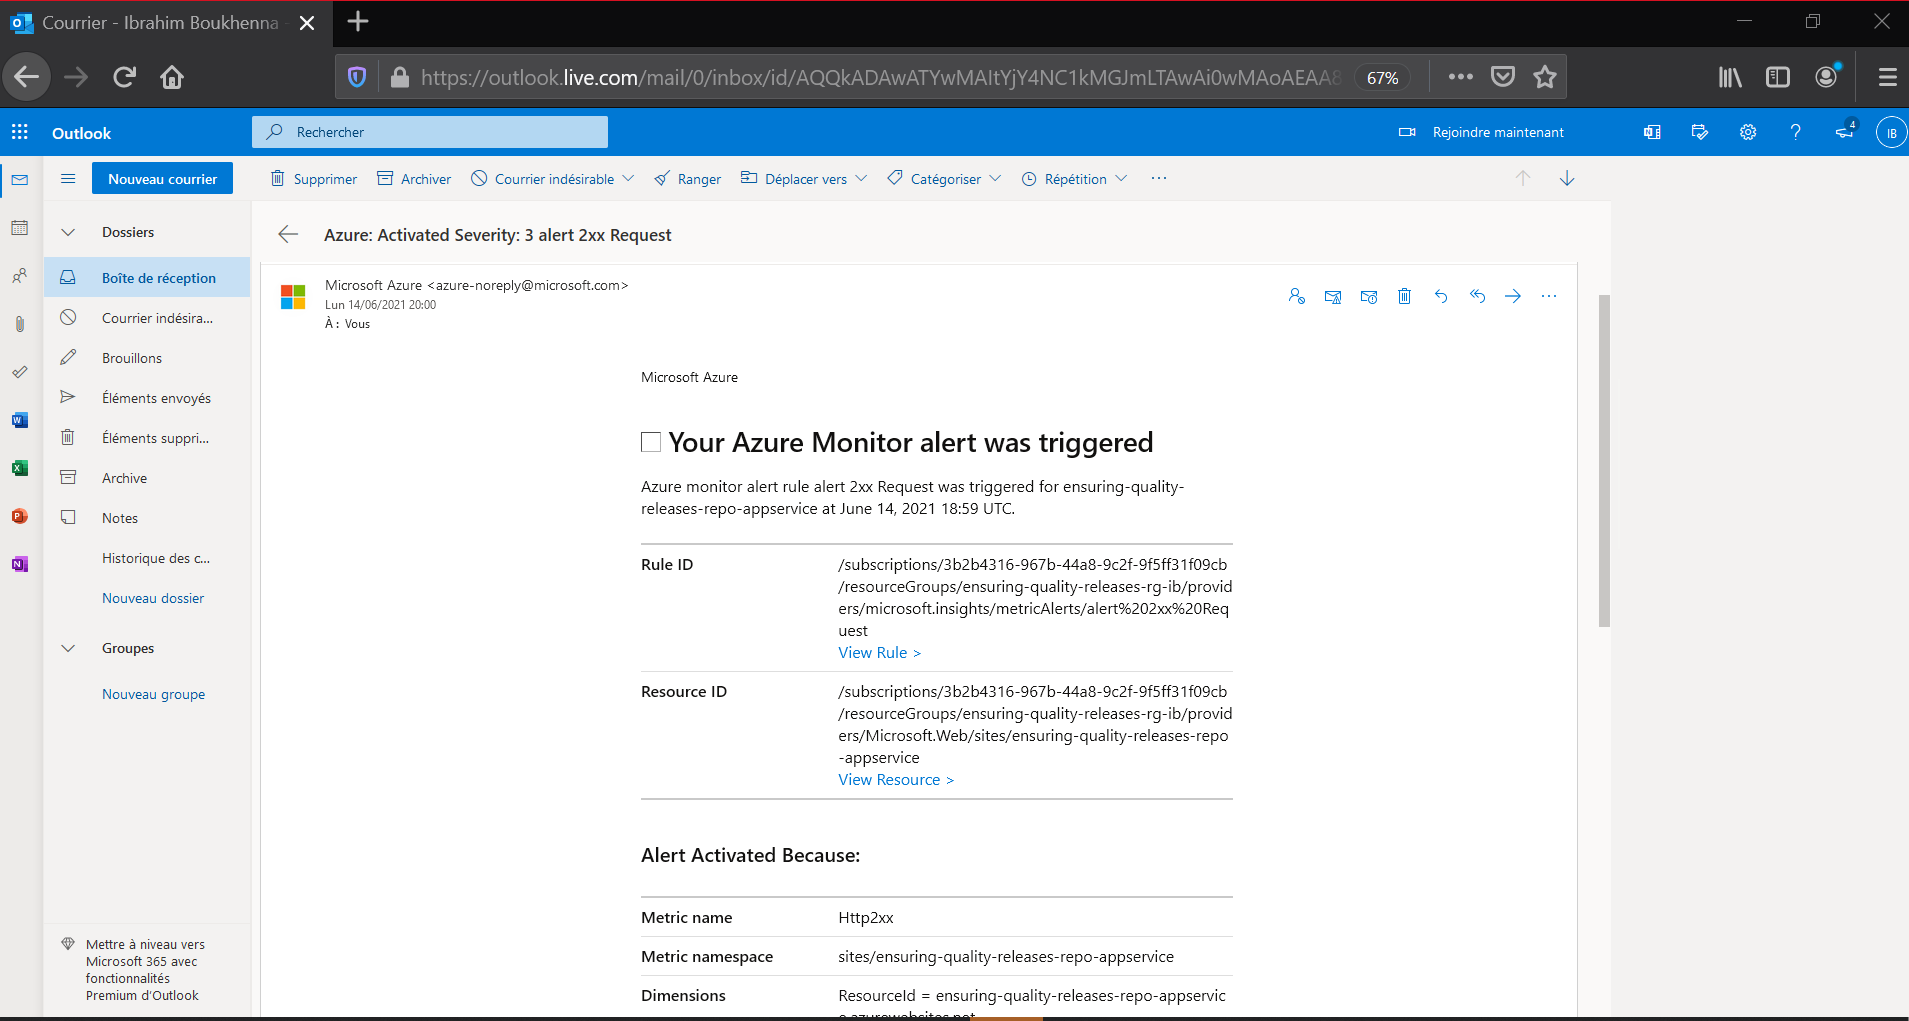 Courrier - Ibrahim Boukhenna
https://outlook.live.com/mail/0/inbox/id/
67%
Outlook
Rechercher
Rejoindre maintenant
4
IB
Nouveau courrier
Supprimer
Archiver
Courrier indésirable
Ranger
Déplacer vers
Catégoriser
Répétition
Dossiers
Boîte de réception
Courrier indésira...
Brouillons
Éléments envoyés
Éléments suppri...
Archive
Notes
Historique des c...
Nouveau dossier
Groupes
Nouveau groupe
Mettre à niveau vers
Microsoft 365 avec
fonctionnalités
Premium d'Outlook
Azure: Activated Severity: 3 alert 2xx Request
Microsoft Azure <azure-noreply@microsoft.com>
Lun 14/06/2021 20:00
À : Vous
Microsoft Azure
Your Azure Monitor alert was triggered
Azure monitor alert rule alert 2xx Request was triggered for ensuring-quality-
releases-repo-appservice at June 14, 2021 18:59 UTC.
Rule ID
/subscriptions/3b2b4316-967b-44a8-9c2f-9f5ff31f09cb
/resourceGroups/ensuring-quality-releases-rg-ib/provid
ers/microsoft.insights/metricAlerts/alert%202xx%20Req
uest
View Rule >
Resource ID
/subscriptions/3b2b4316-967b-44a8-9c2f-9f5ff31f09cb
/resourceGroups/ensuring-quality-releases-rg-ib/provid
ers/Microsoft.Web/sites/ensuring-quality-releases-repo
-appservice
View Resource >
Alert Activated Because:
Metric name
Http2xx
Metric namespace
sites/ensuring-quality-releases-repo-appservice
Dimensions
ResourceId = ensuring-quality-releases-repo-appservic
e.azurewebsites.net